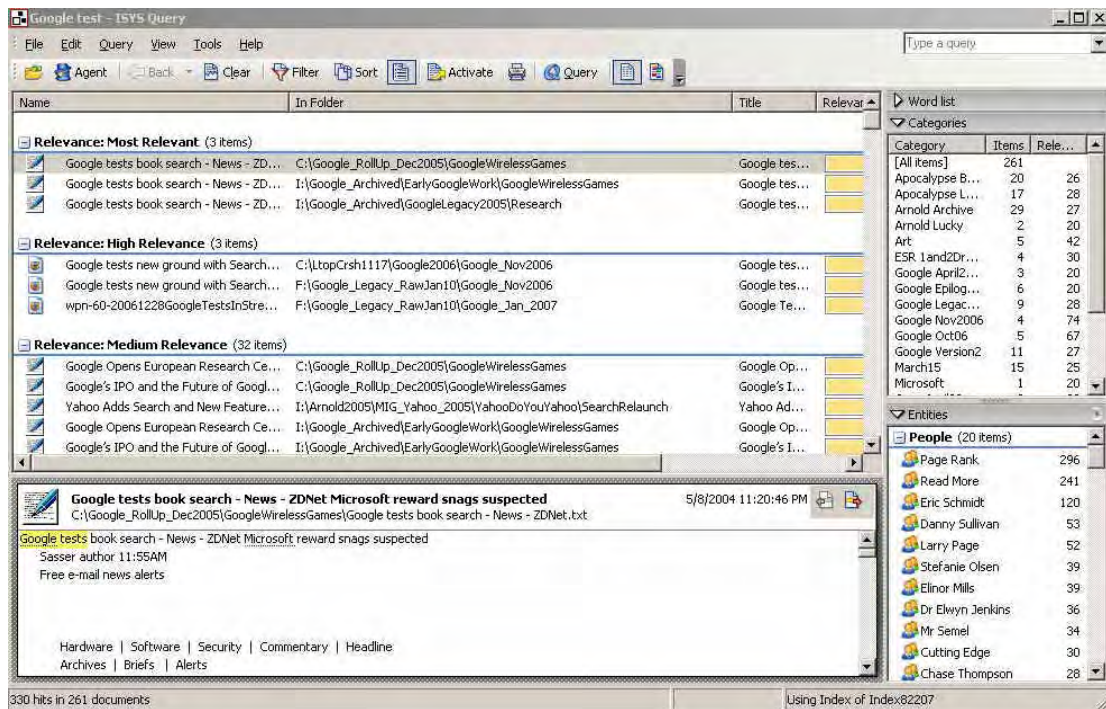 Google test - ISYS Query
File Edit Query View Tools Help
Type a query
Agent Back Clear Filter Sort Activate Query
Name In Folder Title Relevar
Relevance: Most Relevant (3 items)
Google tests book search - News - ZD... C:\Google_RollUp_Dec2005\GoogleWirelessGames Google tes...
Google tests book search - News - ZD... I:\Google_Archived\EarlyGoogleWork\GoogleWirelessGames Google tes...
Google tests book search - News - ZD... I:\Google_Archived\GoogleLegacy2005\Research Google tes...
Relevance: High Relevance (3 items)
Google tests new ground with Search... C:\LtopCrsh1117\Google2006\Google_Nov2006 Google tes...
Google tests new ground with Search... F:\Google_Legacy_RawJan10\Google_Nov2006 Google tes...
wpn-60-20061228GoogleTestsInStre... F:\Google_Legacy_RawJan10\Google_Jan_2007 Google Te...
Relevance: Medium Relevance (32 items)
Google Opens European Research Ce... C:\Google_RollUp_Dec2005\GoogleWirelessGames Google Op...
Google's IPO and the Future of Googl... C:\Google_RollUp_Dec2005\GoogleWirelessGames Google's I...
Yahoo Adds Search and New Feature... I:\Arnold2005\MIG_Yahoo_2005\YahooDoYouYahoo\SearchRelaunch Yahoo Ad...
Google Opens European Research Ce... I:\Google_Archived\EarlyGoogleWork\GoogleWirelessGames Google Op...
Google's IPO and the Future of Googl... I:\Google_Archived\EarlyGoogleWork\GoogleWirelessGames Google's I...
Google tests book search - News - ZDNet Microsoft reward snags suspected 5/8/2004 11:20:46 PM
C:\Google_RollUp_Dec2005\GoogleWirelessGames\Google tests book search - News - ZDNet.txt
Google tests book search - News - ZDNet Microsoft reward snags suspected
Sasser author 11:55AM
Free e-mail news alerts
Hardware | Software | Security | Commentary | Headline
Archives | Briefs | Alerts
Word list
Categories
Category Items Rele...
[All items] 261
Apocalypse B... 20 26
Apocalypse L... 17 28
Arnold Archive 29 27
Arnold Lucky 2 20
Art 5 42
ESR 1and2Dr... 4 30
Google April2... 3 20
Google Epilog... 6 20
Google Legac... 9 28
Google Nov2006 4 74
Google Oct06 5 67
Google Version2 11 27
March15 15 25
Microsoft 1 20
Entities
People (20 items)
Page Rank 296
Read More 241
Eric Schmidt 120
Danny Sullivan 53
Larry Page 52
Stefanie Olsen 39
Elinor Mills 39
Dr Elwyn Jenkins 36
Mr Semel 34
Cutting Edge 30
Chase Thompson 28
330 hits in 261 documents Using Index of Index82207